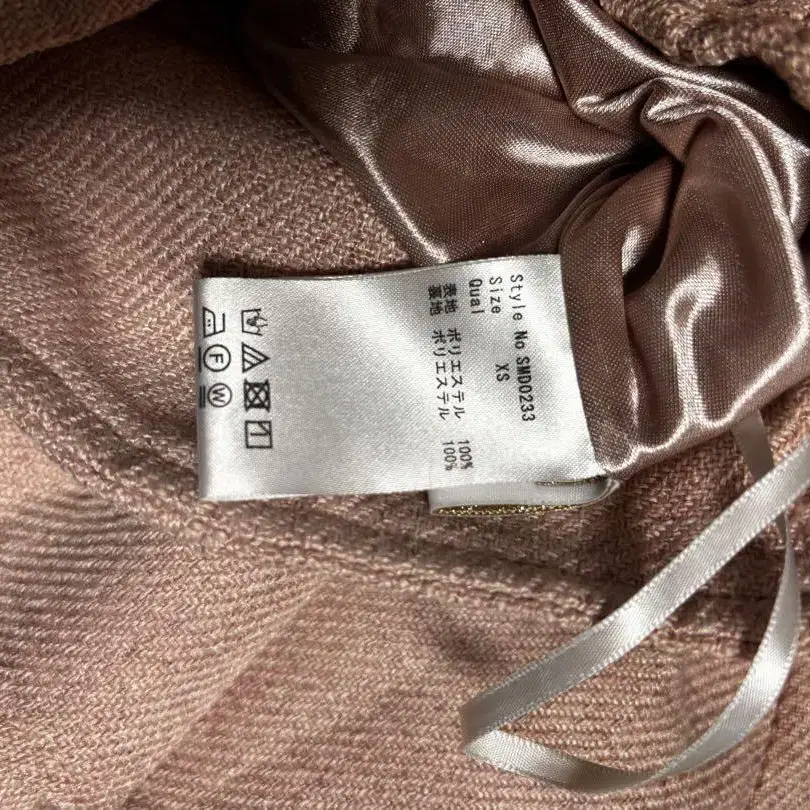 Style No SMD0233
Size XS
Qual
表地 ポリエステル 100%
裏地 ポリエステル 100%
F
W